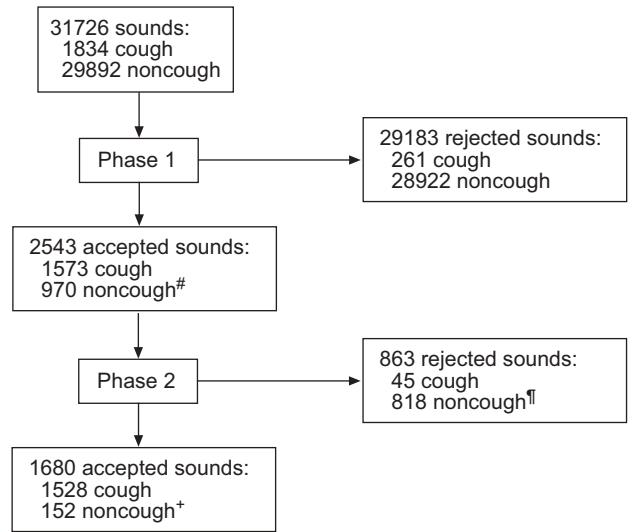 31726 sounds:
1834 cough
29892 noncough
Phase 1
29183 rejected sounds:
261 cough
28922 noncough
2543 accepted sounds:
1573 cough
970 noncough#
Phase 2
863 rejected sounds:
45 cough
818 noncough¶
1680 accepted sounds:
1528 cough
152 noncough+